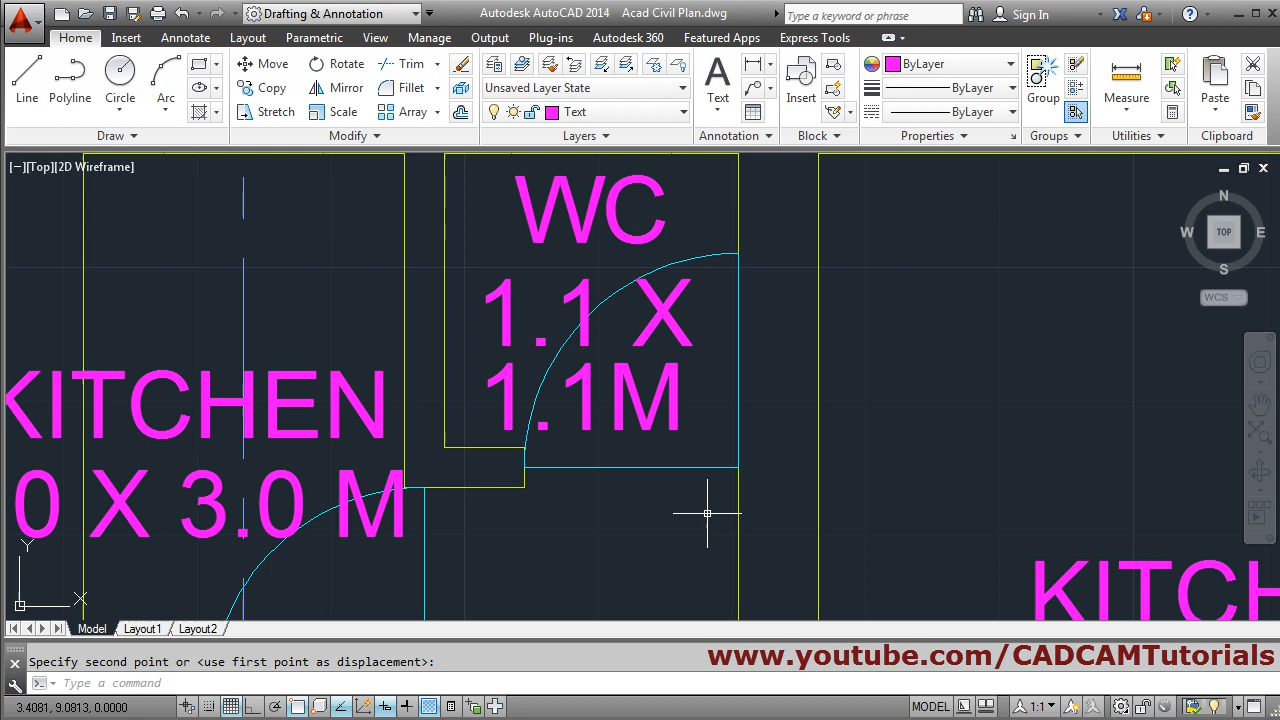 Drafting & Annotation
Autodesk AutoCAD 2014 Acad Civil Plan.dwg
Type a keyword or phrase
Sign In
Home Insert Annotate Layout Parametric View Manage Output Plug-ins Autodesk 360 Featured Apps Express Tools
Line Polyline Circle Arc
Move Rotate Trim
Copy Mirror Fillet
Stretch Scale Array
Unsaved Layer State
Text
Text
Insert
ByLayer
ByLayer
ByLayer
Group
Measure
Paste
Draw Modify Layers Annotation Block Properties Groups Utilities Clipboard
[−][Top][2D Wireframe]
N
W TOP E
S
WCS
WC
1.1 X
1.1M
KITCHEN
0 X 3.0 M
KITCH
Y
X
Model Layout1 Layout2
Specify second point or <use first point as displacement>:
www.youtube.com/CADCAMTutorials
Type a command
3.4081, 9.0813, 0.0000
MODEL
1:1